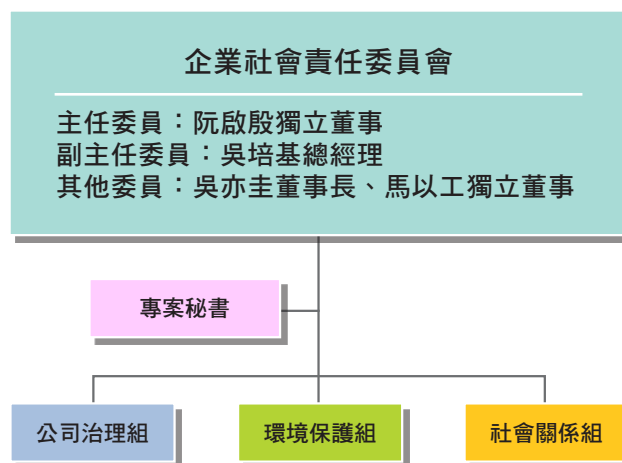 企業社會責任委員會
主任委員：阮啟殷獨立董事
副主任委員：吳培基總經理
其他委員：吳亦圭董事長、馬以工獨立董事
專案秘書
公司治理組
環境保護組
社會關係組